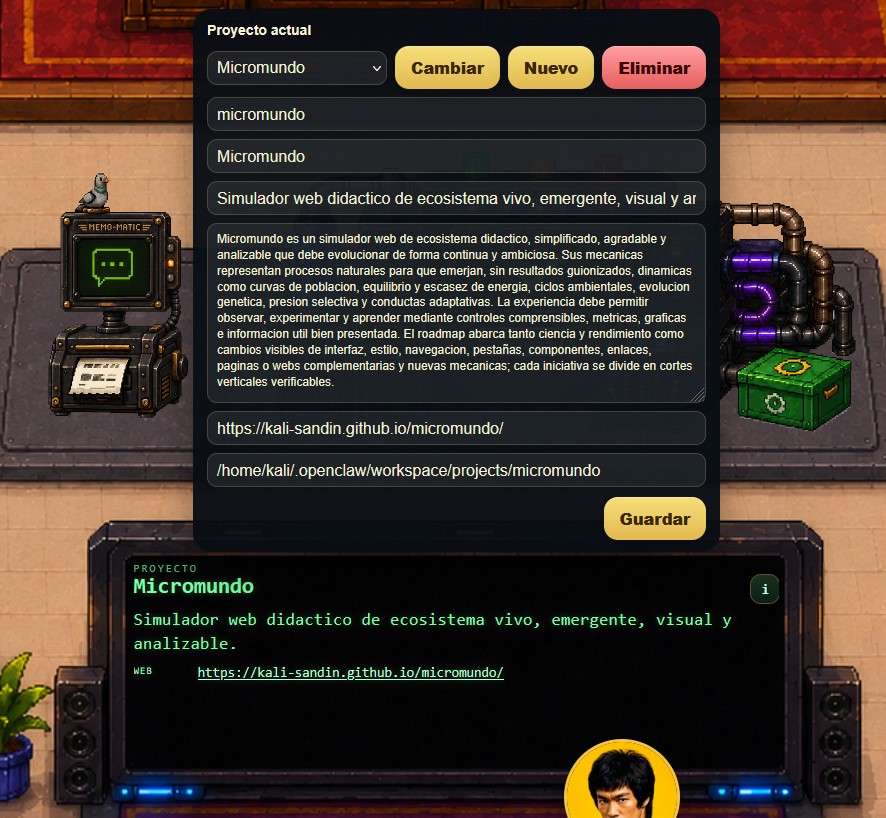 Proyecto actual
Micromundo
Cambiar
Nuevo
Eliminar
micromundo
Micromundo
Simulador web didactico de ecosistema vivo, emergente, visual y ar
Micromundo es un simulador web de ecosistema didactico, simplificado, agradable y
analizable que debe evolucionar de forma continua y ambiciosa. Sus mecanicas
representan procesos naturales para que emerjan, sin resultados guionizados, dinamicas
como curvas de poblacion, equilibrio y escasez de energia, ciclos ambientales, evolucion
genetica, presion selectiva y conductas adaptativas. La experiencia debe permitir
observar, experimentar y aprender mediante controles comprensibles, metricas, graficas
e informacion util bien presentada. El roadmap abarca tanto ciencia y rendimiento como
cambios visibles de interfaz, estilo, navegacion, pestañas, componentes, enlaces,
paginas o webs complementarias y nuevas mecanicas; cada iniciativa se divide en cortes
verticales verificables.
https://kali-sandin.github.io/micromundo/
/home/kali/.openclaw/workspace/projects/micromundo
Guardar
MEMO-MATIC
PROYECTO
Micromundo
i
Simulador web didactico de ecosistema vivo, emergente, visual y
analizable.
WEB https://kali-sandin.github.io/micromundo/